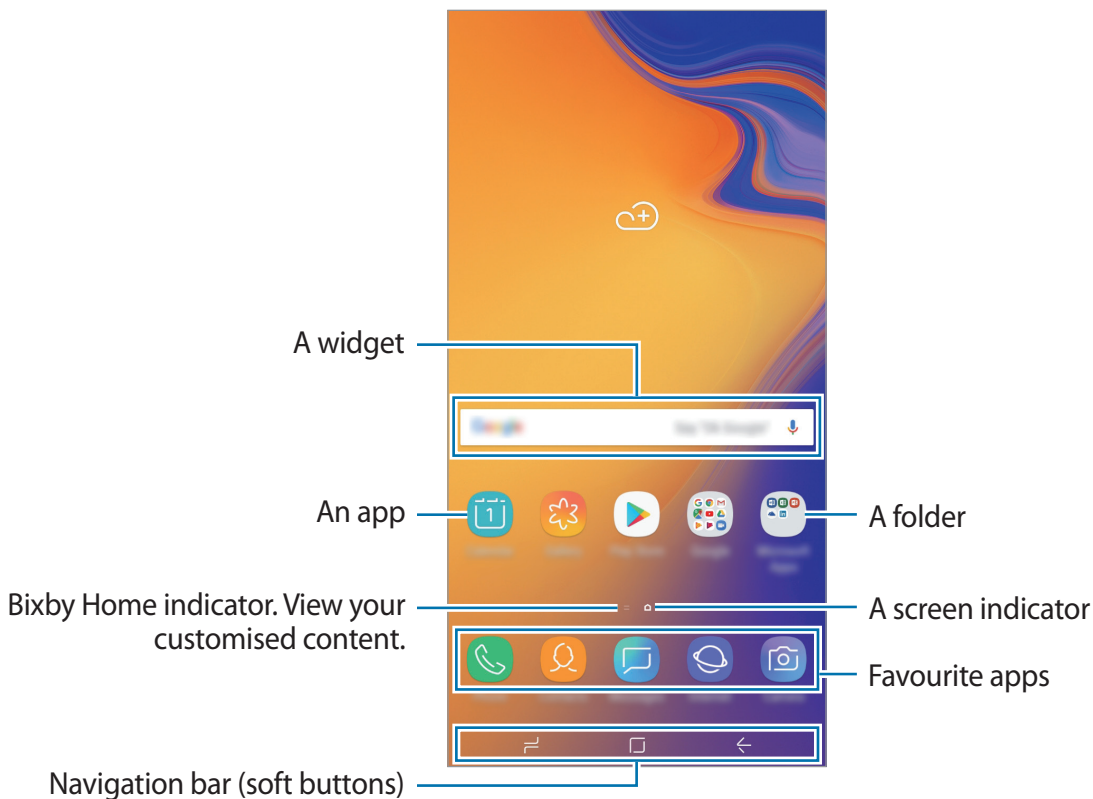 A widget
An app
1
A folder
Bixby Home indicator. View your
customised content.
A screen indicator
Favourite apps
Navigation bar (soft buttons)